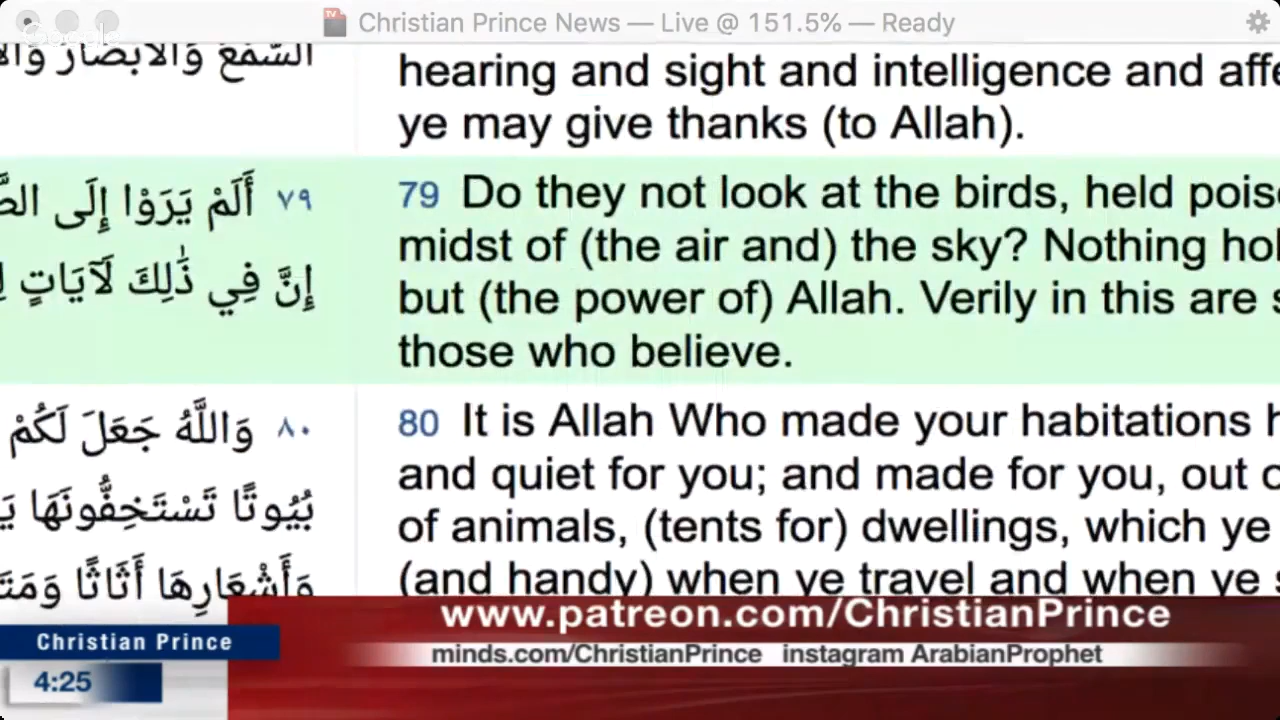 Christian Prince News — Live @ 151.5% — Ready
Google
السَّمْعَ وَالْأَبْصَارَ
hearing and sight and intelligence and affe
ye may give thanks (to Allah).
٧٩ أَلَمْ يَرَوْا إِلَى
إِنَّ فِي ذَٰلِكَ لَآيَاتٍ
79 Do they not look at the birds, held pois
midst of (the air and) the sky? Nothing hol
but (the power of) Allah. Verily in this are s
those who believe.
٨٠ وَاللَّهُ جَعَلَ لَكُمْ
بُيُوتًا تَسْتَخِفُّونَهَا
وَأَشْعَارِهَا أَثَاثًا
80 It is Allah Who made your habitations h
and quiet for you; and made for you, out o
of animals, (tents for) dwellings, which ye
(and handy) when ye travel and when ye s
www.patreon.com/ChristianPrince
Christian Prince
minds.com/ChristianPrince instagram ArabianProphet
4:25